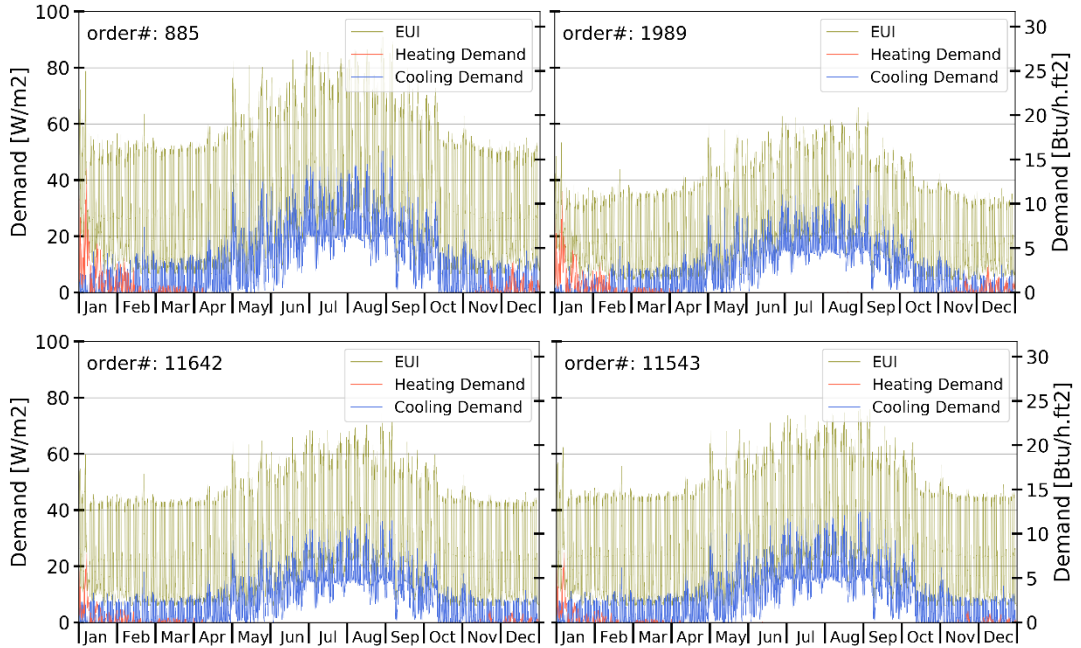 100
80
60
40
20
0
Demand [W/m2]
order#: 885
EUI
Heating Demand
Cooling Demand
Jan Feb Mar Apr May Jun Jul Aug Sep Oct Nov Dec
order#: 1989
EUI
Heating Demand
Cooling Demand
Jan Feb Mar Apr May Jun Jul Aug Sep Oct Nov Dec
30
25
20
15
10
5
0
Demand [Btu/h.ft2]
100
80
60
40
20
0
Demand [W/m2]
order#: 11642
EUI
Heating Demand
Cooling Demand
Jan Feb Mar Apr May Jun Jul Aug Sep Oct Nov Dec
order#: 11543
EUI
Heating Demand
Cooling Demand
Jan Feb Mar Apr May Jun Jul Aug Sep Oct Nov Dec
30
25
20
15
10
5
0
Demand [Btu/h.ft2]